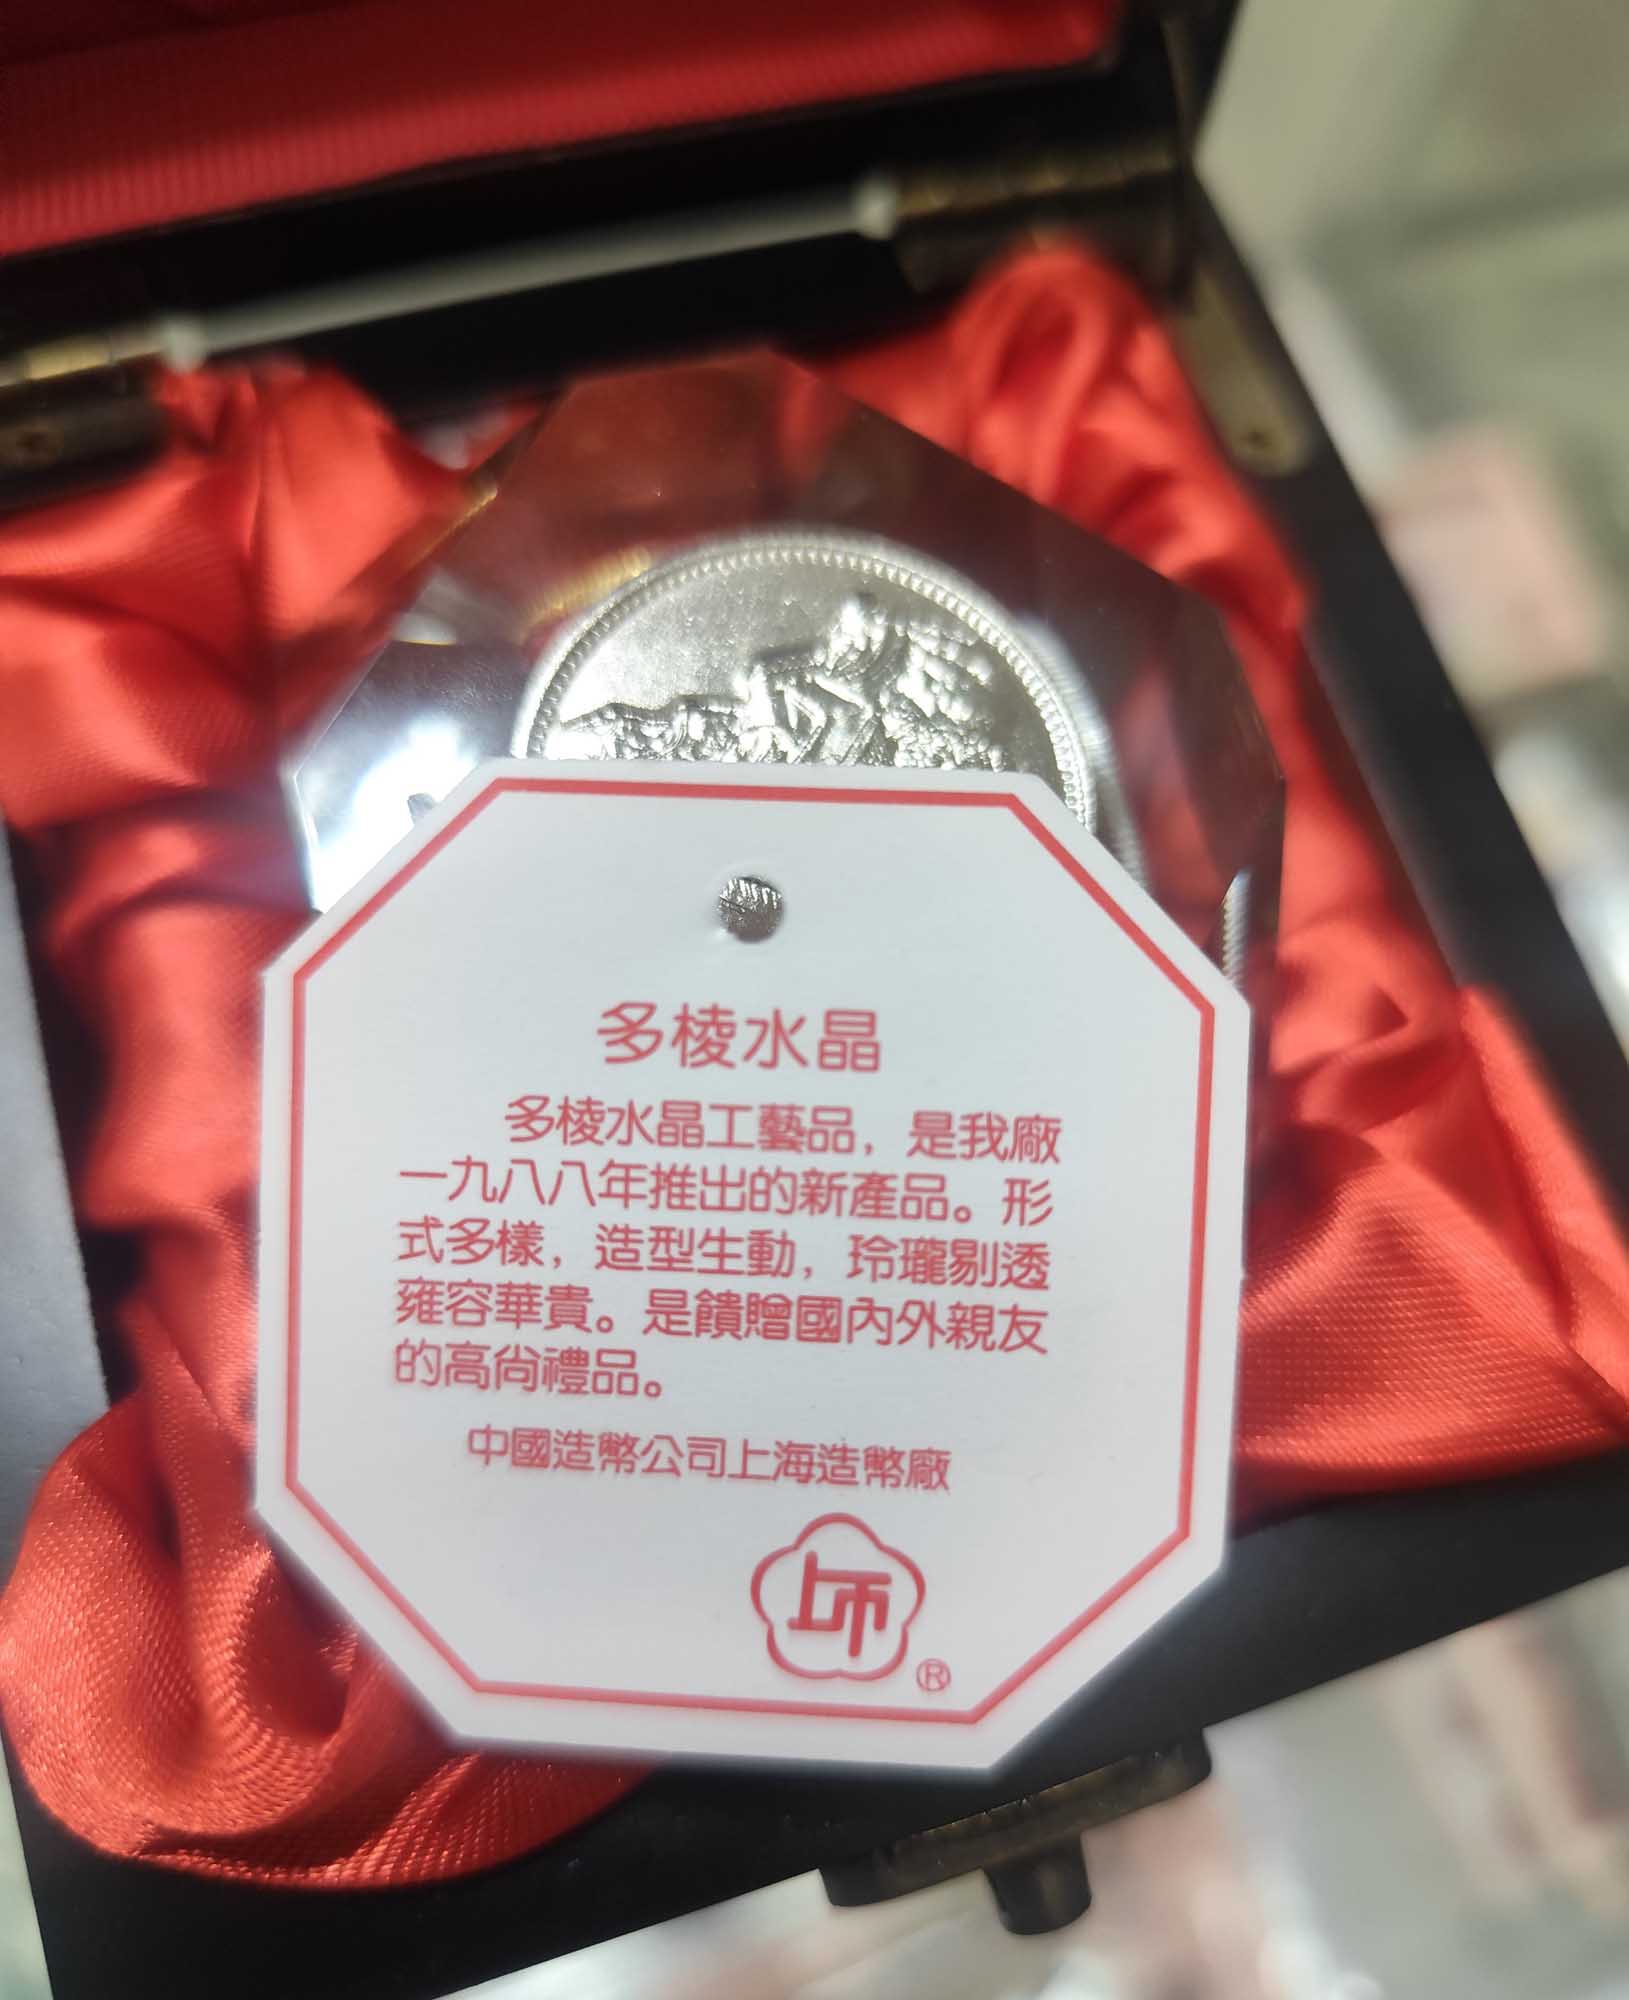 多棱水晶
多棱水晶工藝品，是我廠
一九八八年推出的新產品。形
式多樣，造型生動，玲瓏剔透
雍容華貴。是饋贈國內外親友
的高尚禮品。
中國造幣公司上海造幣廠
上币
®